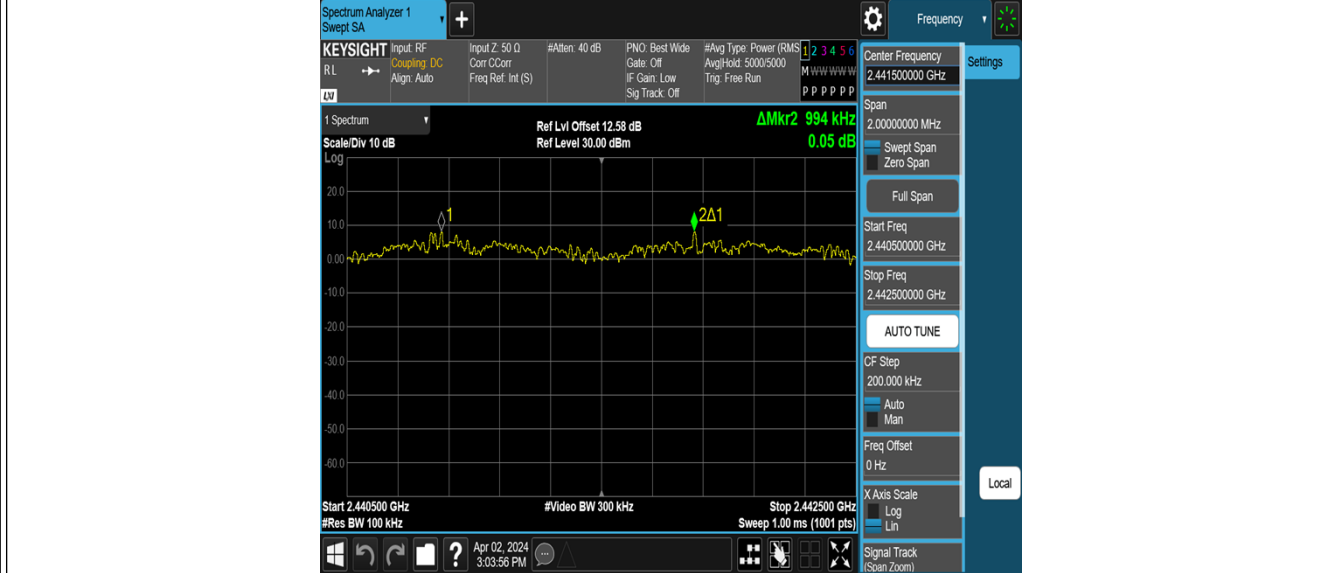 Spectrum Analyzer 1
Swept SA
+
Frequency
KEYSIGHT
RL
LXI
Input: RF
Coupling: DC
Align: Auto
Input Z: 50 Ω
Corr CCorr
Freq Ref: Int (S)
#Atten: 40 dB
PNO: Best Wide
Gate: Off
IF Gain: Low
Sig Track: Off
#Avg Type: Power (RMS
Avg|Hold: 5000/5000
Trig: Free Run
1 2 3 4 5 6
M W W W W W
P P P P P P
1 Spectrum
Scale/Div 10 dB
Log
Ref Lvl Offset 12.58 dB
Ref Level 30.00 dBm
ΔMkr2 994 kHz
0.05 dB
20.0
10.0
0.00
-10.0
-20.0
-30.0
-40.0
-50.0
-60.0
1
2Δ1
Start 2.440500 GHz
#Res BW 100 kHz
#Video BW 300 kHz
Stop 2.442500 GHz
Sweep 1.00 ms (1001 pts)
Center Frequency
2.441500000 GHz
Span
2.00000000 MHz
Swept Span
Zero Span
Full Span
Start Freq
2.440500000 GHz
Stop Freq
2.442500000 GHz
AUTO TUNE
CF Step
200.000 kHz
Auto
Man
Freq Offset
0 Hz
X Axis Scale
Log
Lin
Signal Track
(Span Zoom)
Settings
Local
?
Apr 02, 2024
3:03:56 PM